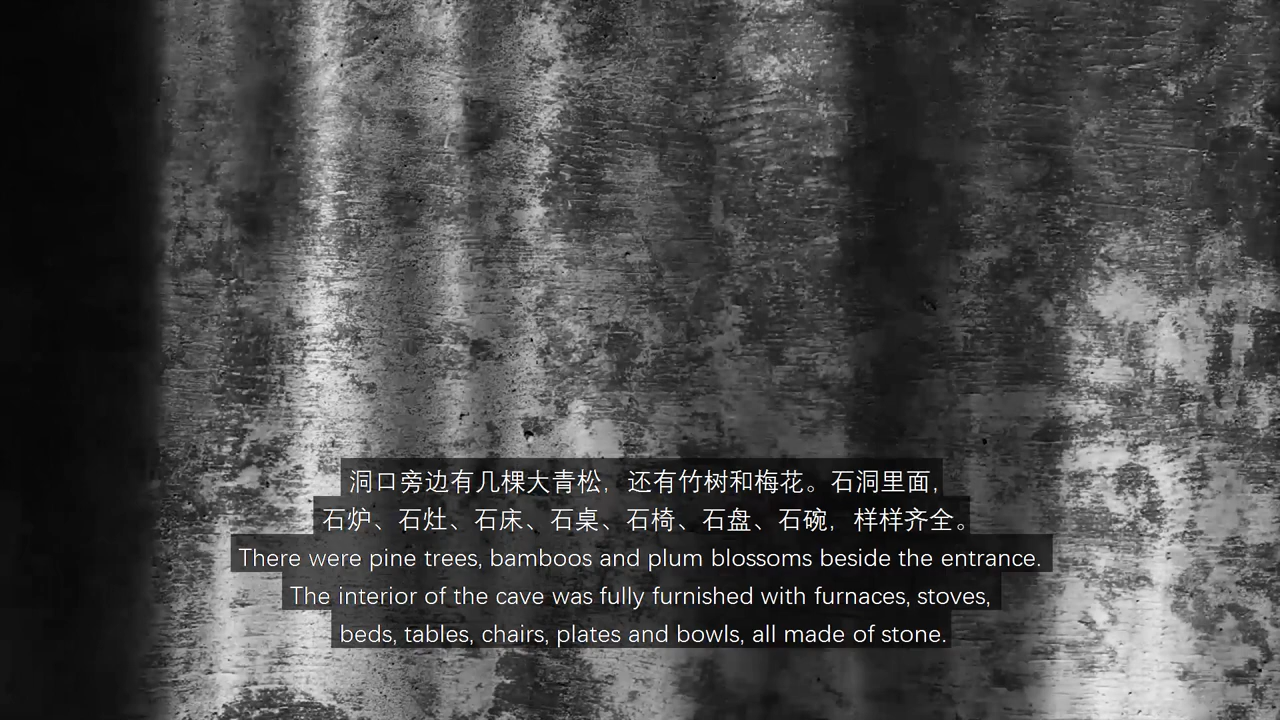 洞口旁边有几棵大青松，还有竹树和梅花。石洞里面，
石炉、石灶、石床、石桌、石椅、石盘、石碗，样样齐全。
There were pine trees, bamboos and plum blossoms beside the entrance.
The interior of the cave was fully furnished with furnaces, stoves,
beds, tables, chairs, plates and bowls, all made of stone.